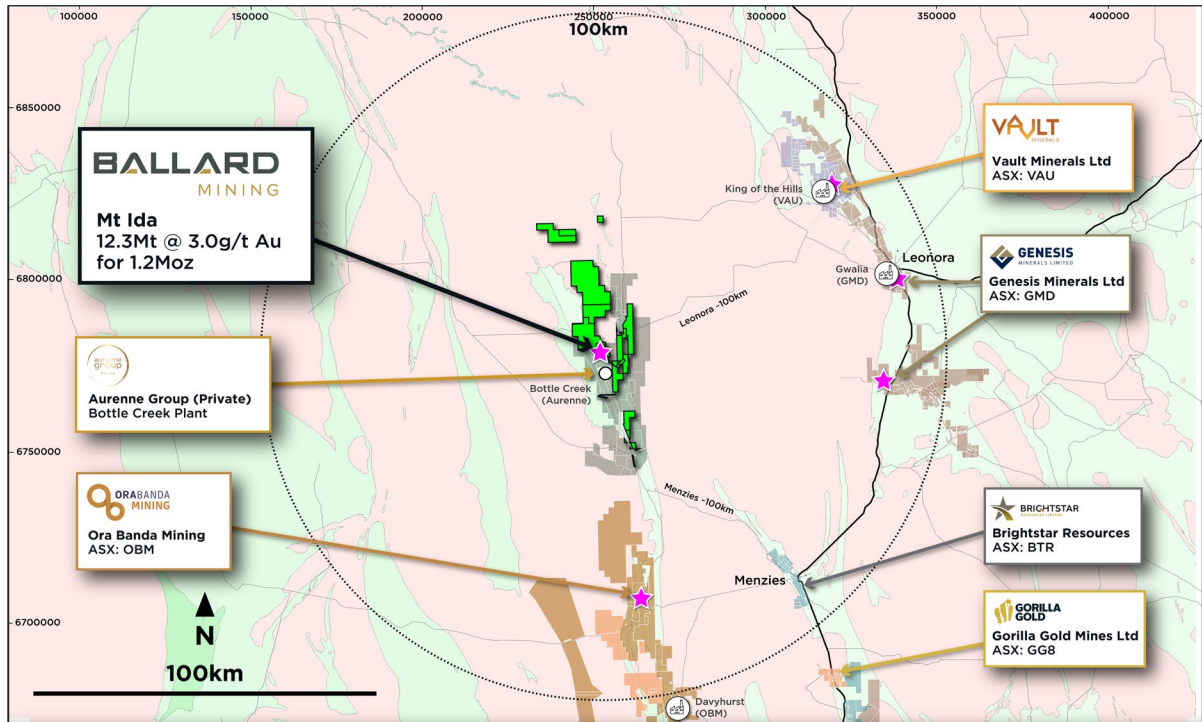 100000
150000
200000
250000
300000
350000
400000
100km
6850000
6800000
6750000
6700000
BALLARD
MINING
Mt Ida
12.3Mt @ 3.0g/t Au
for 1.2Moz
aurenne
group
Aurenne Group (Private)
Bottle Creek Plant
ORABANDA
MINING
Ora Banda Mining
ASX: OBM
N
100km
Bottle Creek
(Aurenne)
Leonora ~100km
Menzies ~100km
Davyhurst
(OBM)
King of the Hills
(VAU)
Gwalia
(GMD)
Leonora
Menzies
VAULT
MINERALS
Vault Minerals Ltd
ASX: VAU
GENESIS
MINERALS LIMITED
Genesis Minerals Ltd
ASX: GMD
BRIGHTSTAR
RESOURCES LIMITED
Brightstar Resources
ASX: BTR
GORILLA
GOLD
Gorilla Gold Mines Ltd
ASX: GG8